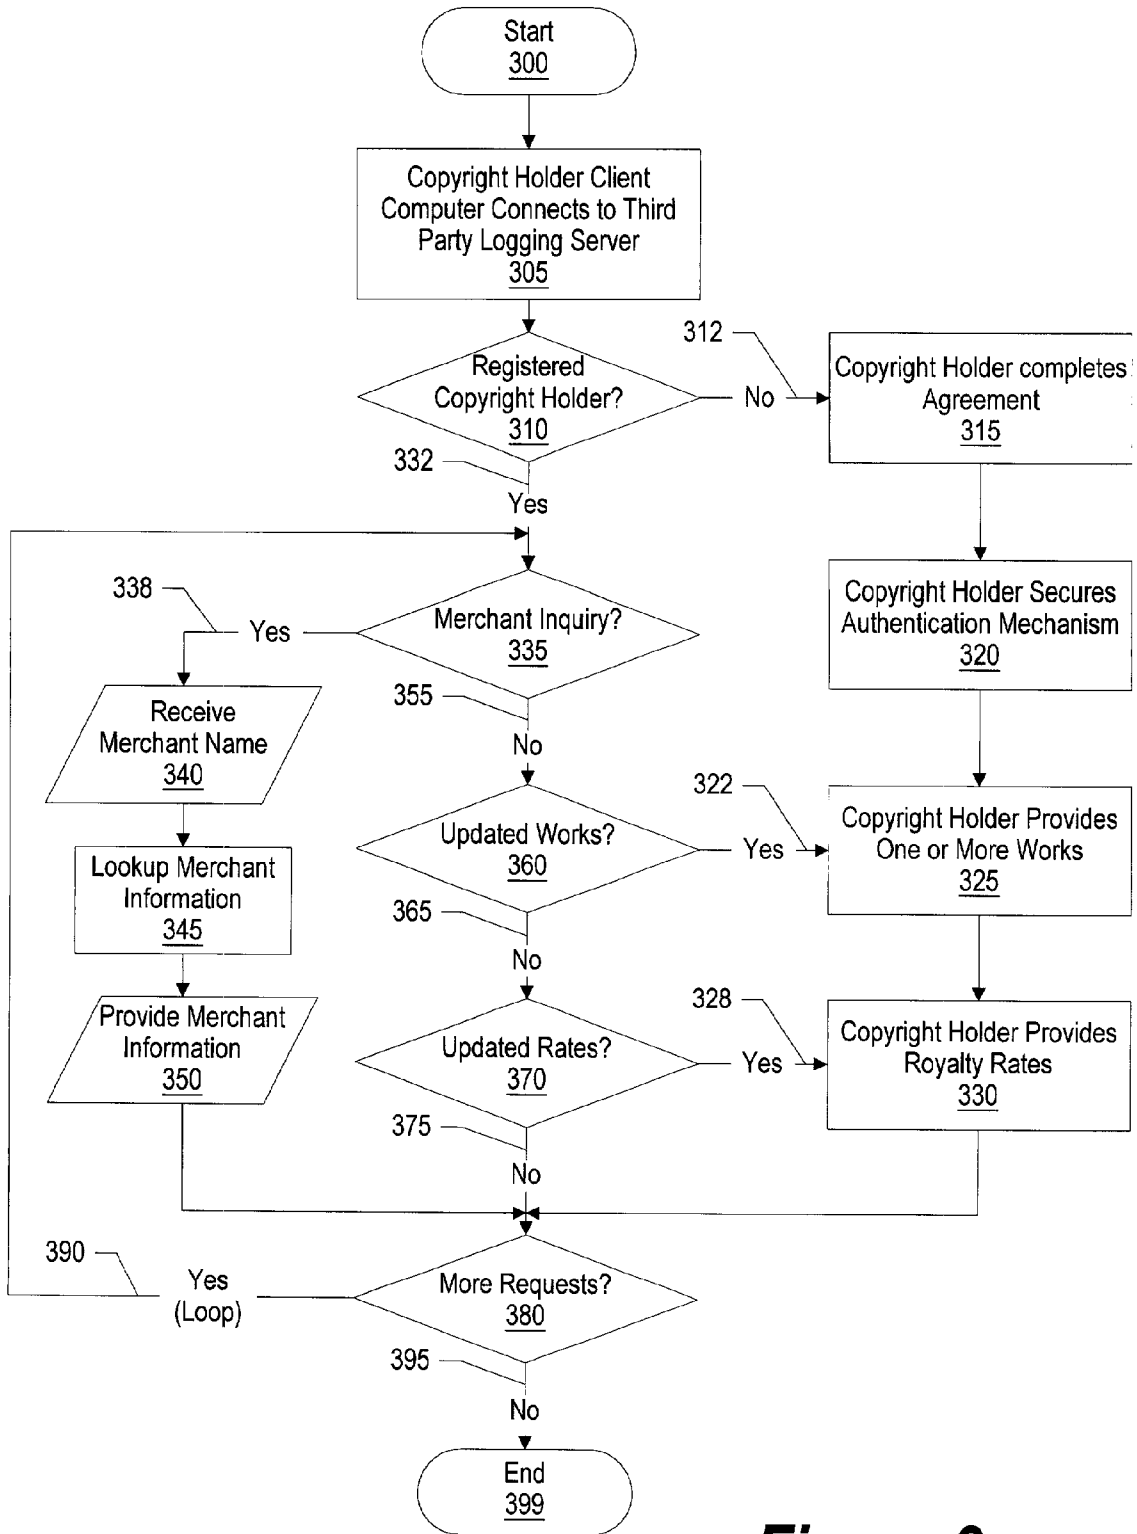 Start
300
Copyright Holder Client
Computer Connects to Third
Party Logging Server
305
Registered
Copyright Holder?
310
312
No
Copyright Holder completes
Agreement
315
332
Yes
Copyright Holder Secures
Authentication Mechanism
320
Merchant Inquiry?
335
338
Yes
355
No
Receive
Merchant Name
340
Updated Works?
360
322
Yes
Copyright Holder Provides
One or More Works
325
Lookup Merchant
Information
345
365
No
Provide Merchant
Information
350
Updated Rates?
370
328
Yes
Copyright Holder Provides
Royalty Rates
330
375
No
More Requests?
380
390
Yes
(Loop)
395
No
End
399